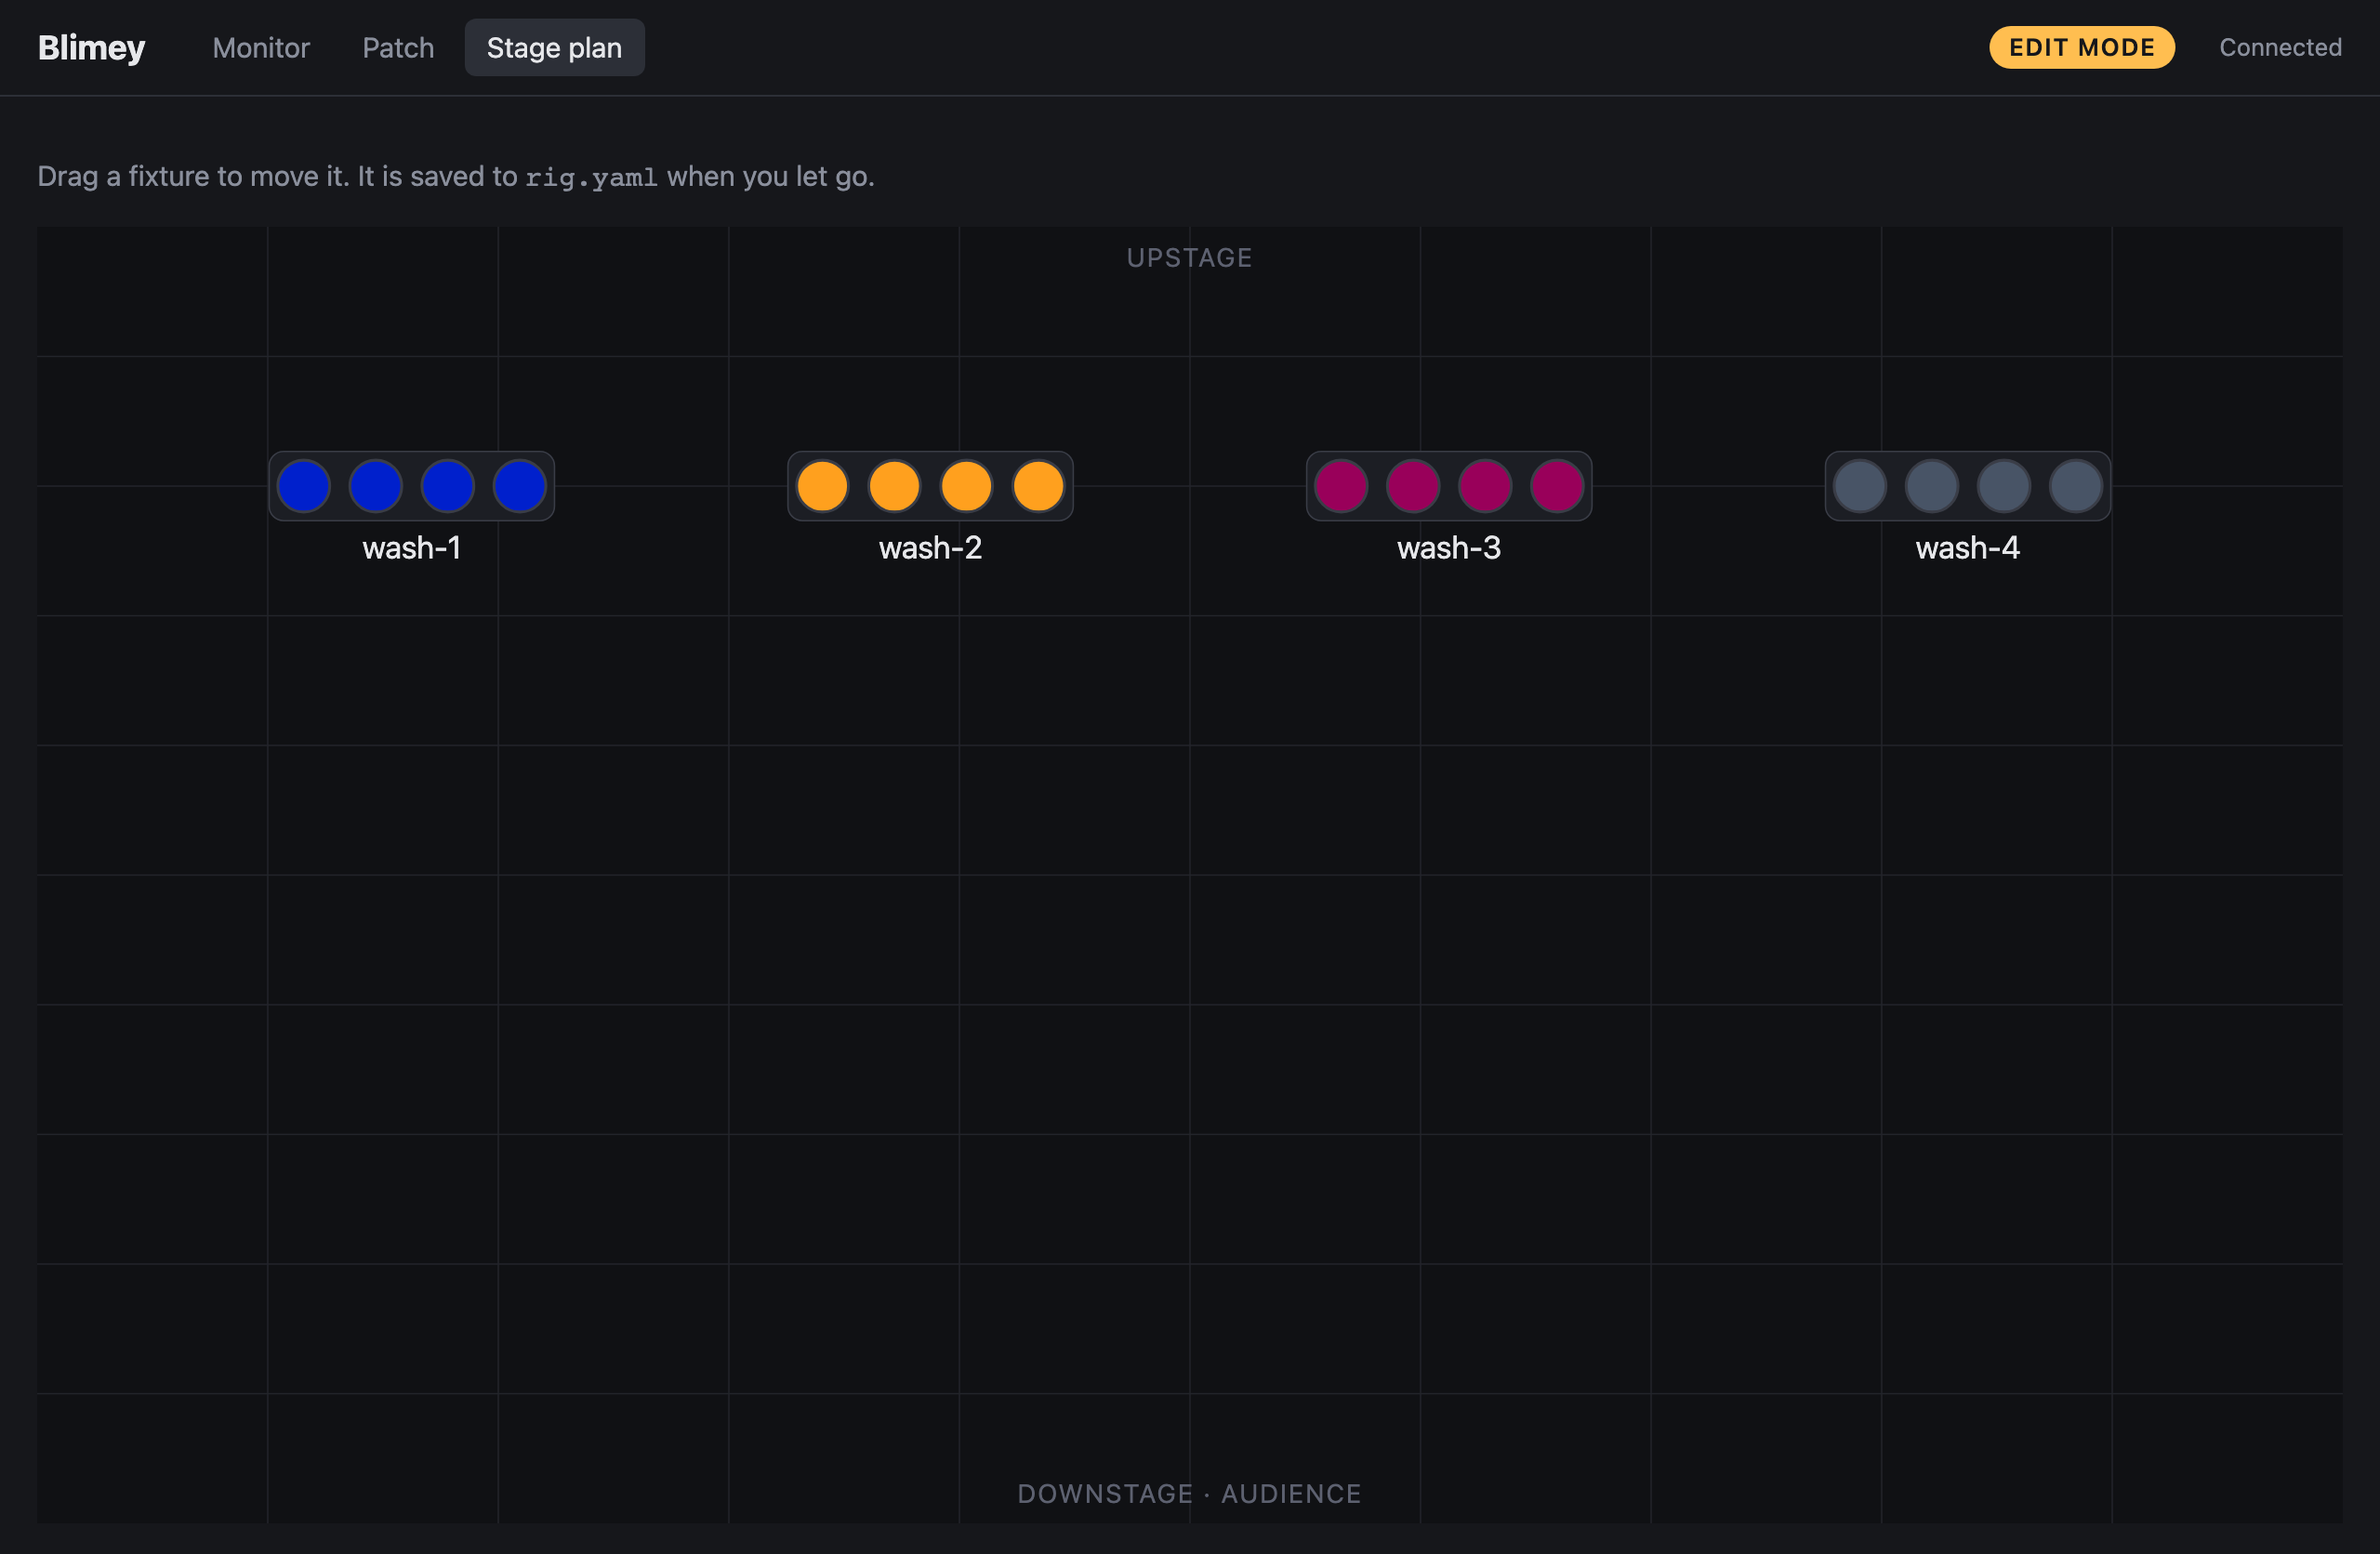 Blimey Monitor Patch Stage plan EDIT MODE Connected
Drag a fixture to move it. It is saved to rig.yaml when you let go.
UPSTAGE
wash-1 wash-2 wash-3 wash-4
DOWNSTAGE · AUDIENCE